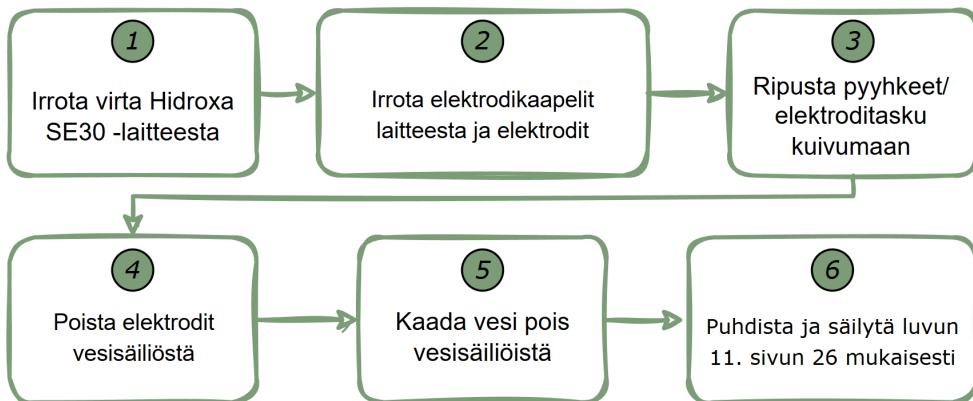 1
Irrota virta Hidroxa
SE30 -laitteesta
2
Irrota elektrodikaapelit
laitteesta ja elektrodit
3
Ripusta pyyhkeet/
elektroditasku
kuivumaan
4
Poista elektrodit
vesisäiliöstä
5
Kaada vesi pois
vesisäiliöistä
6
Puhdista ja säilytä luvun
11. sivun 26 mukaisesti